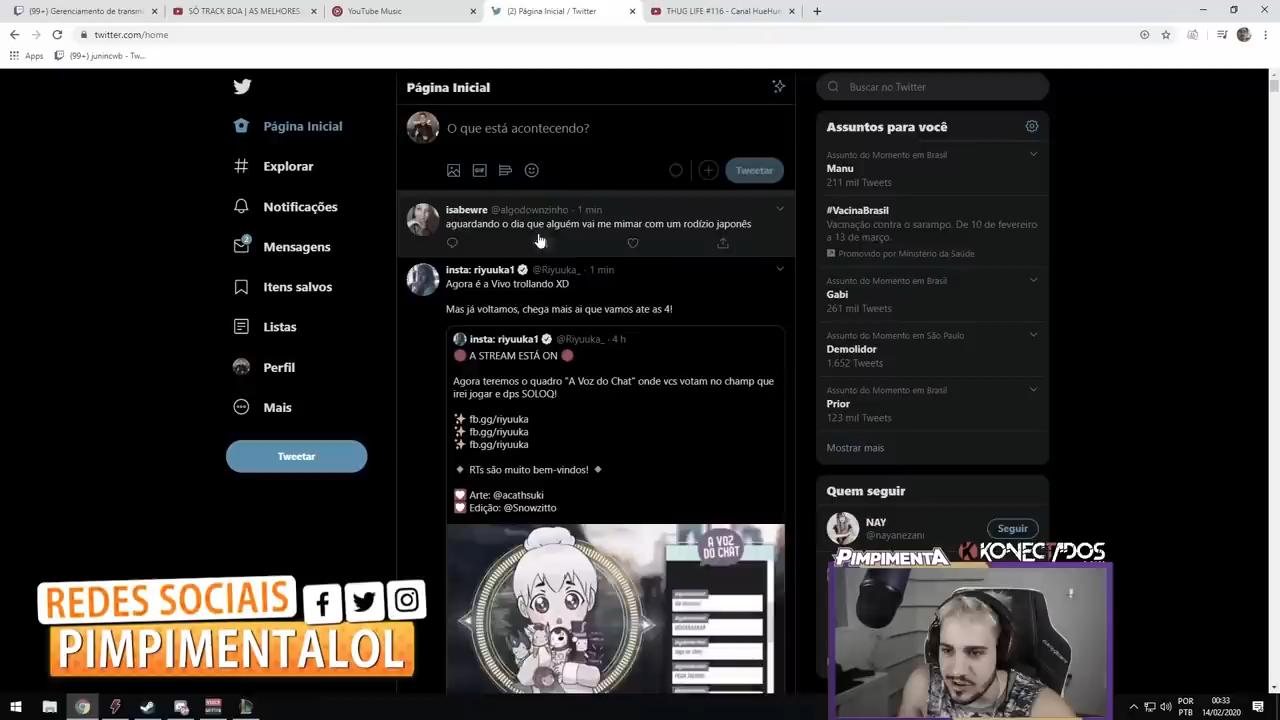 (99+) Gerenciamento de transm
SÓ TRACK BOA | AS MELHORES
YouTube Music
(2) Página Inicial / Twitter
THUG LIFE #116 - Canal HueHun
twitter.com/home
Apps
(99+) junincwb - Tw...
Página Inicial
Explorar
Notificações
2
Mensagens
Itens salvos
Listas
Perfil
Mais
Tweetar
Página Inicial
O que está acontecendo?
GIF
Tweetar
isabewre @algodownzinho · 1 min
aguardando o dia que alguém vai me mimar com um rodízio japonês
insta: riyuuka1 @Riyuuka_ · 1 min
Agora é a Vivo trollando XD
Mas já voltamos, chega mais ai que vamos ate as 4!
insta: riyuuka1 @Riyuuka_ · 4 h
A STREAM ESTÁ ON
Agora teremos o quadro "A Voz do Chat" onde vcs votam no champ que
irei jogar e dps SOLOQ!
fb.gg/riyuuka
fb.gg/riyuuka
fb.gg/riyuuka
RTs são muito bem-vindos!
Arte: @acathsuki
Edição: @Snowzitto
A VOZ
DO CHAT
Buscar no Twitter
Assuntos para você
Assunto do Momento em Brasil
Manu
211 mil Tweets
#VacinaBrasil
Vacinação contra o sarampo. De 10 de fevereiro
a 13 de março.
Promovido por Ministério da Saúde
Assunto do Momento em Brasil
Gabi
261 mil Tweets
Assunto do Momento em São Paulo
Demolidor
1.652 Tweets
Assunto do Momento em Brasil
Prior
123 mil Tweets
Mostrar mais
Quem seguir
NAY
@nayanezani
Seguir
PIMPIMENTA
KONECTADOS
REDES SOCIAIS
PIMPIMENTALOL
POR
PTB
00:33
14/02/2020